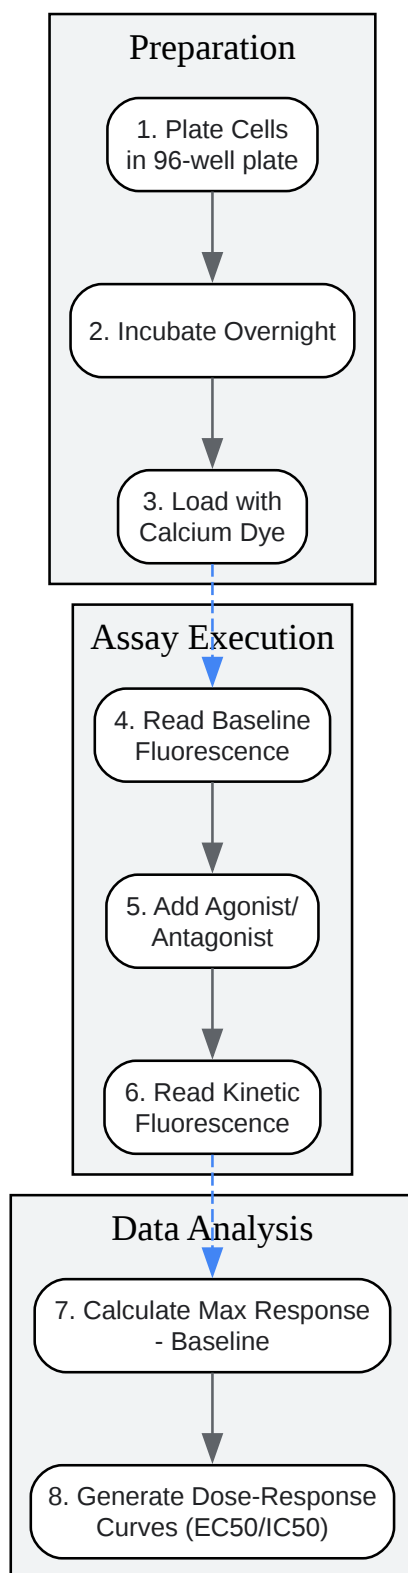 Preparation
1. Plate Cells
in 96-well plate
2. Incubate Overnight
3. Load with
Calcium Dye
Assay Execution
4. Read Baseline
Fluorescence
5. Add Agonist/
Antagonist
6. Read Kinetic
Fluorescence
Data Analysis
7. Calculate Max Response
- Baseline
8. Generate Dose-Response
Curves (EC50/IC50)